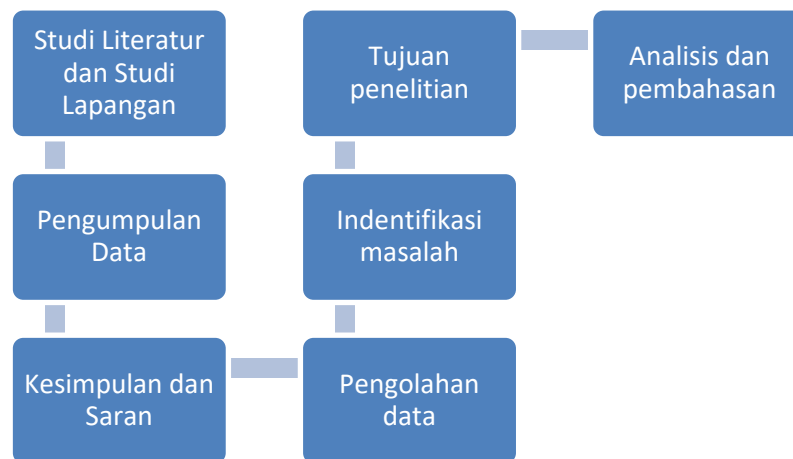 Studi Literatur
dan Studi
Lapangan
Pengumpulan
Data
Kesimpulan dan
Saran
Pengolahan
data
Indentifikasi
masalah
Tujuan
penelitian
Analisis dan
pembahasan